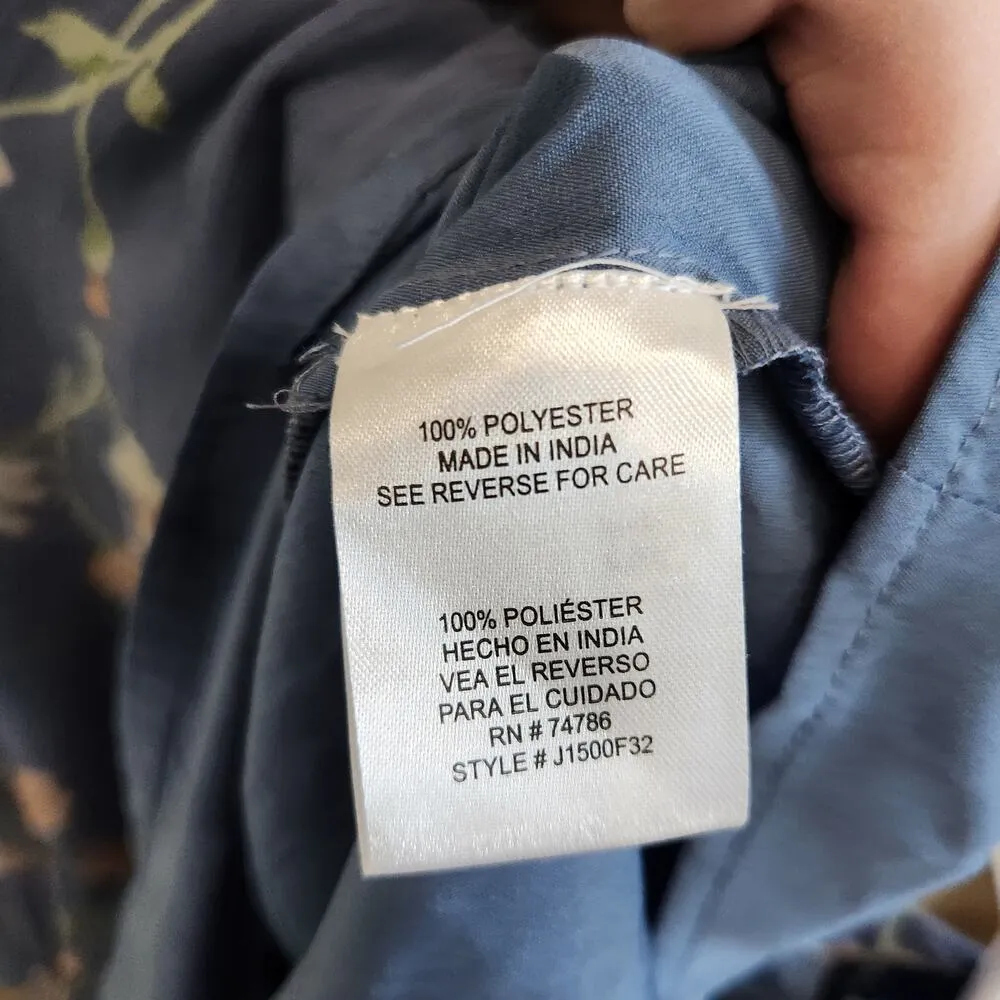 100% POLYESTER
MADE IN INDIA
SEE REVERSE FOR CARE
100% POLIÉSTER
HECHO EN INDIA
VEA EL REVERSO
PARA EL CUIDADO
RN # 74786
STYLE # J1500F32